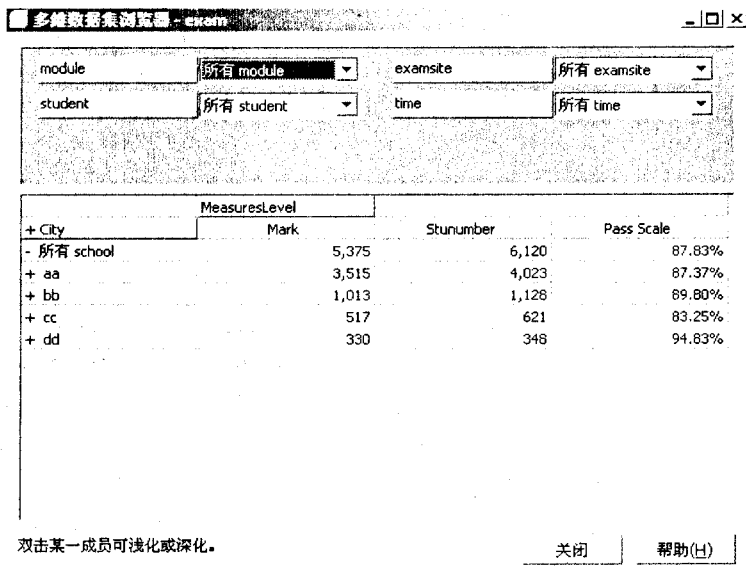 多维数据集浏览器 - exam
module 所有 module examsite 所有 examsite
student 所有 student time 所有 time
MeasuresLevel
+ City Mark Stunumber Pass Scale
- 所有 school 5,375 6,120 87.83%
+ aa 3,515 4,023 87.37%
+ bb 1,013 1,128 89.80%
+ cc 517 621 83.25%
+ dd 330 348 94.83%
双击某一成员可浅化或深化。
关闭 帮助(H)